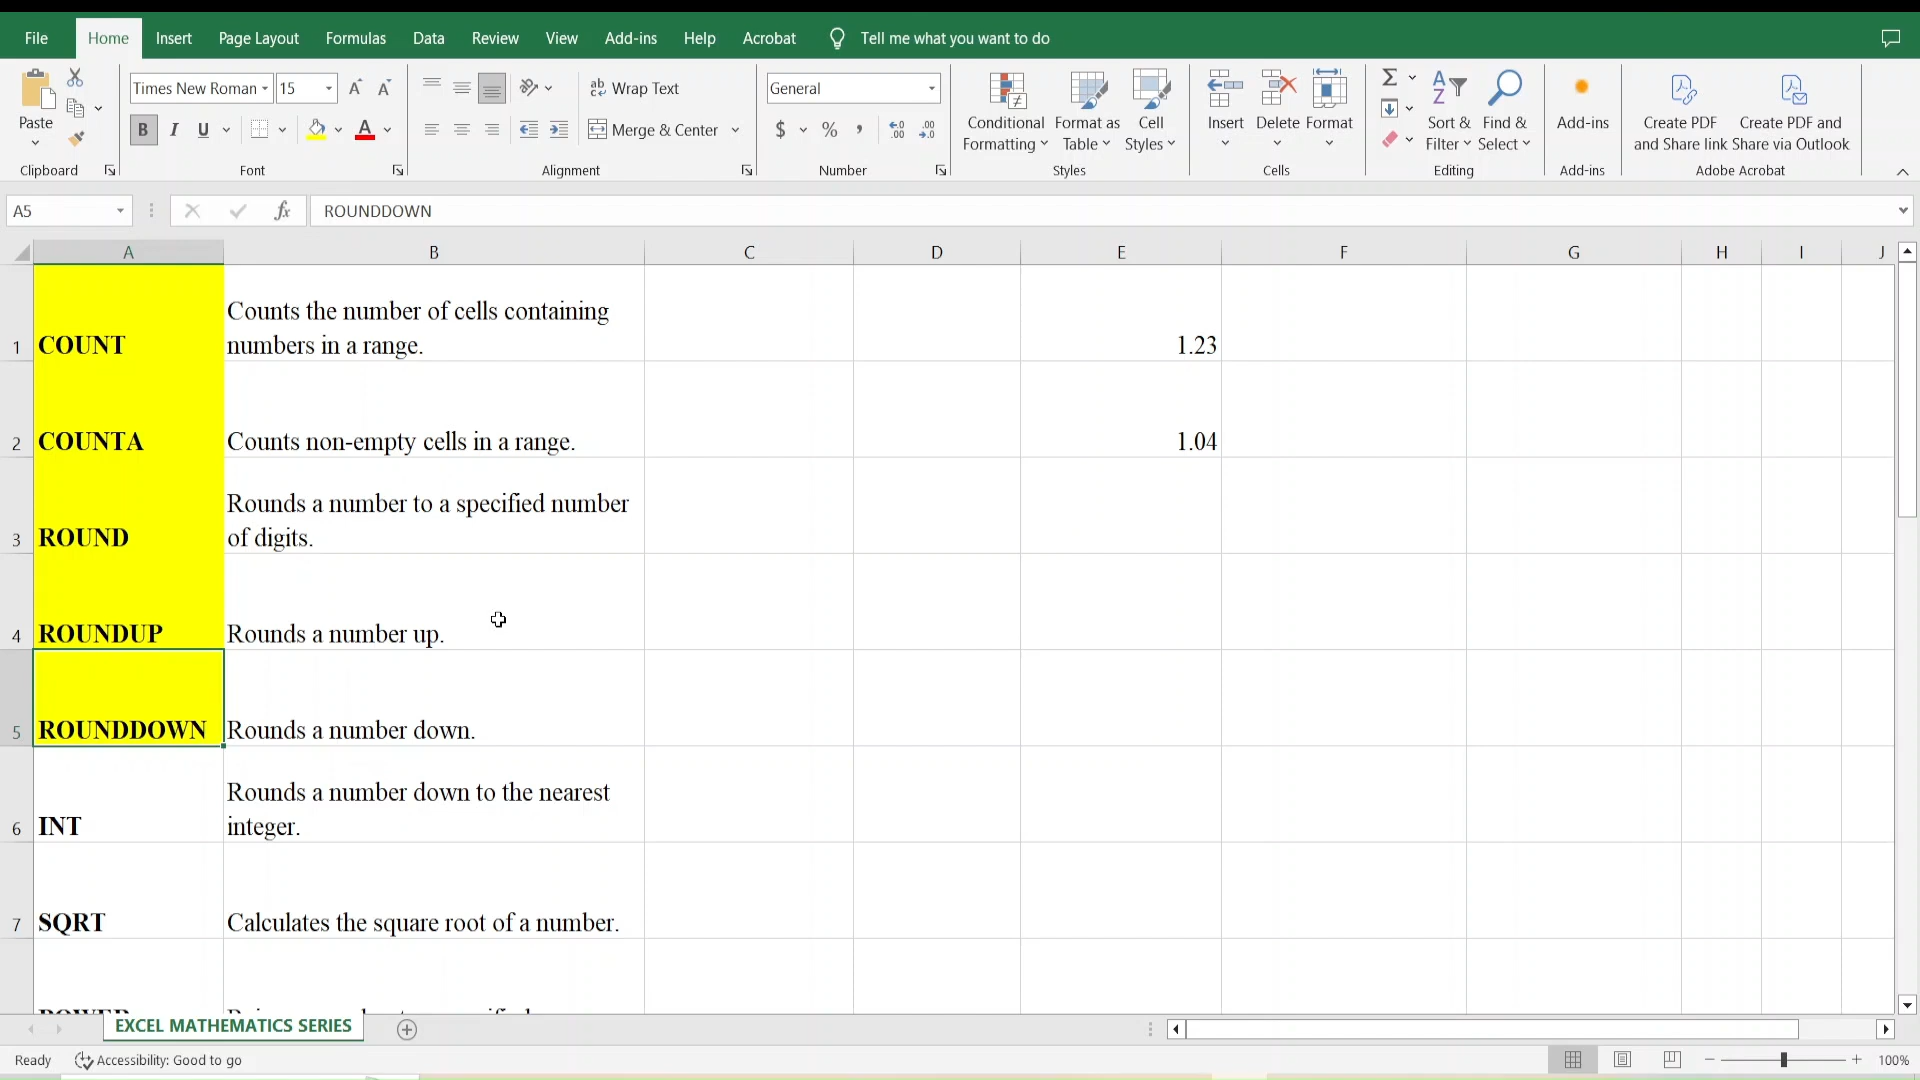 File Home Insert Page Layout Formulas Data Review View Add-ins Help Acrobat Tell me what you want to do
Times New Roman 15 Wrap Text General
Paste B I U A Merge & Center $ % ,
Conditional Formatting Format as Table Cell Styles
Insert Delete Format
Sort & Filter Find & Select
Add-ins
Create PDF and Share link
Create PDF and Share via Outlook
Clipboard Font Alignment Number Styles Cells Editing Add-ins Adobe Acrobat
A5 fx ROUNDDOWN
A B C D E F G H I J
Counts the number of cells containing
1 COUNT numbers in a range. 1.23
2 COUNTA Counts non-empty cells in a range. 1.04
Rounds a number to a specified number
3 ROUND of digits.
4 ROUNDUP Rounds a number up.
5 ROUNDDOWN Rounds a number down.
Rounds a number down to the nearest
6 INT integer.
7 SQRT Calculates the square root of a number.
EXCEL MATHEMATICS SERIES
Ready Accessibility: Good to go 100%